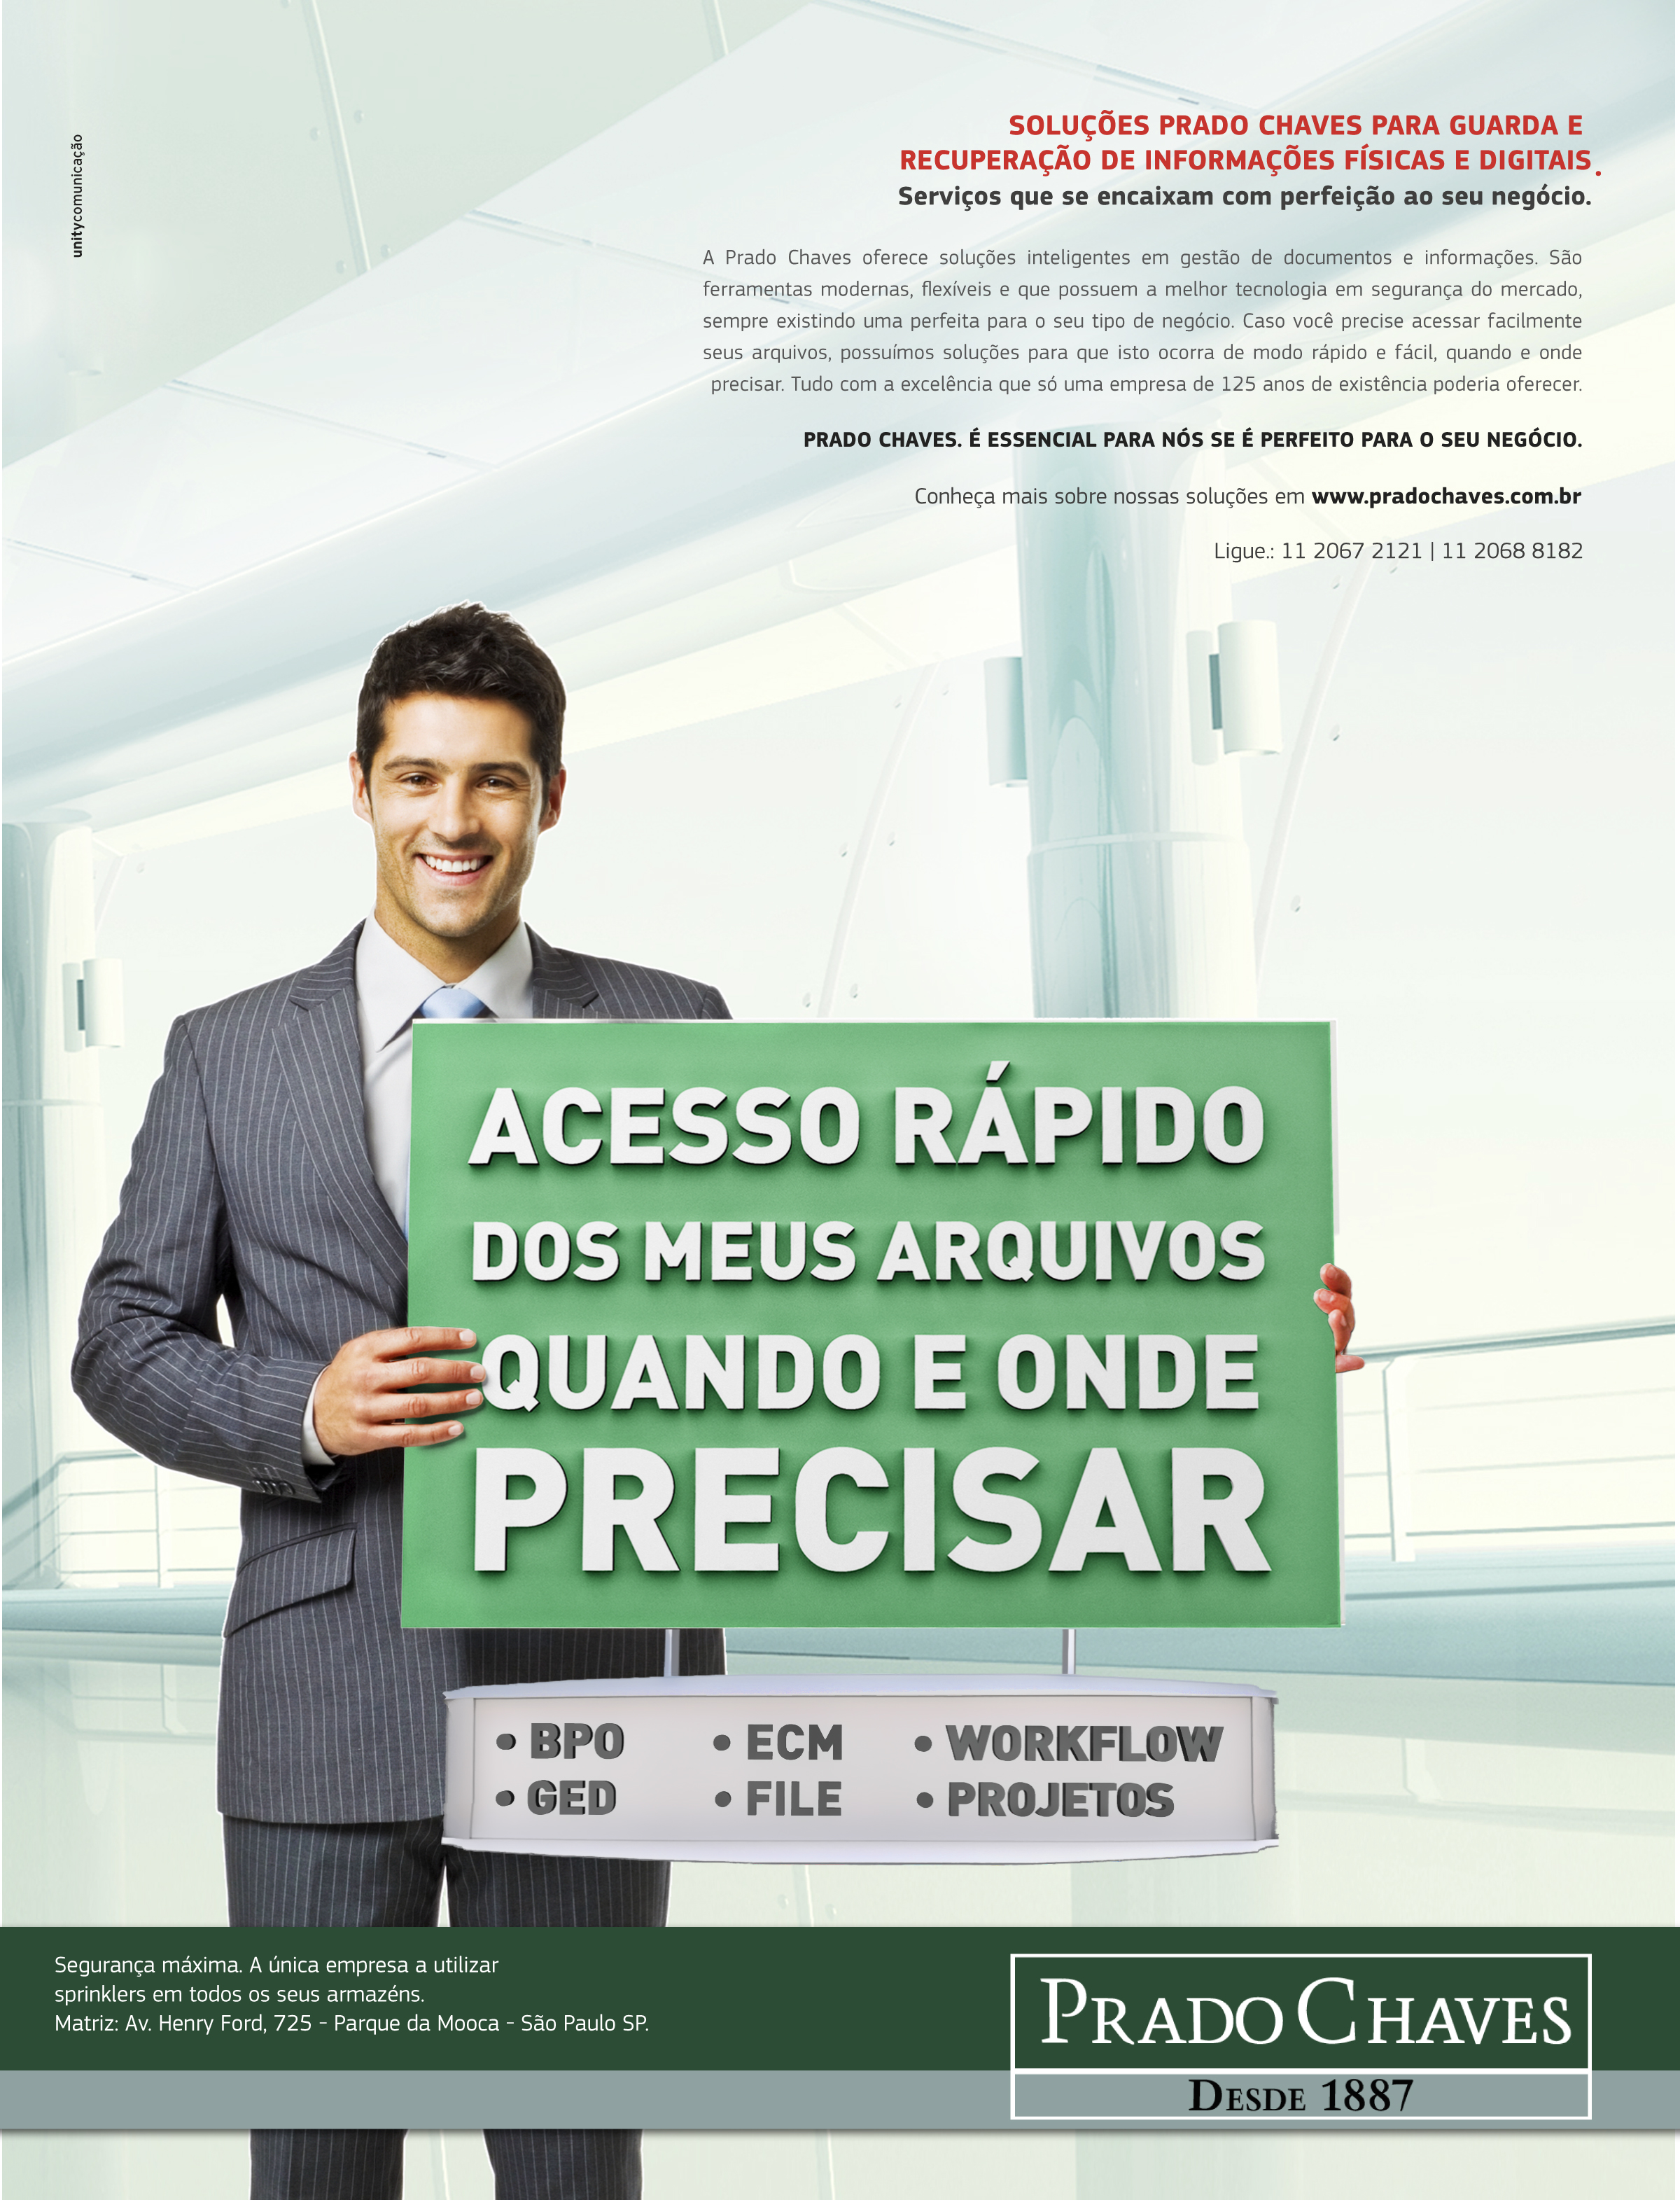 unitycomunicação
SOLUÇÕES PRADO CHAVES PARA GUARDA E
RECUPERAÇÃO DE INFORMAÇÕES FÍSICAS E DIGITAIS.
Serviços que se encaixam com perfeição ao seu negócio.
A Prado Chaves oferece soluções inteligentes em gestão de documentos e informações. São
ferramentas modernas, flexíveis e que possuem a melhor tecnologia em segurança do mercado,
sempre existindo uma perfeita para o seu tipo de negócio. Caso você precise acessar facilmente
seus arquivos, possuímos soluções para que isto ocorra de modo rápido e fácil, quando e onde
precisar. Tudo com a excelência que só uma empresa de 125 anos de existência poderia oferecer.
PRADO CHAVES. É ESSENCIAL PARA NÓS SE É PERFEITO PARA O SEU NEGÓCIO.
Conheça mais sobre nossas soluções em www.pradochaves.com.br
Ligue.: 11 2067 2121 | 11 2068 8182
ACESSO RÁPIDO
DOS MEUS ARQUIVOS
QUANDO E ONDE
PRECISAR
• BPO • ECM • WORKFLOW
• GED • FILE • PROJETOS
Segurança máxima. A única empresa a utilizar
sprinklers em todos os seus armazéns.
Matriz: Av. Henry Ford, 725 - Parque da Mooca - São Paulo SP.
PRADO CHAVES
DESDE 1887